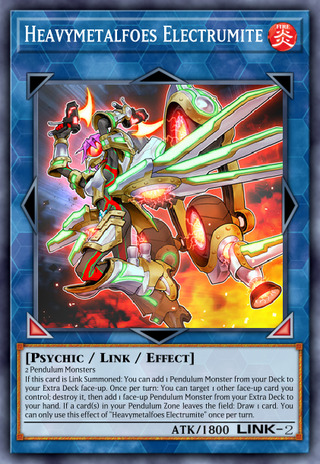 Heavymetalfoes Electrumite
FIRE
炎
[Psychic / Link / Effect]
2 Pendulum Monsters
If this card is Link Summoned: You can add 1 Pendulum Monster from your Deck to
your Extra Deck face-up. Once per turn: You can target 1 other face-up card you
control; destroy it, then add 1 face-up Pendulum Monster from your Extra Deck to
your hand. If a card(s) in your Pendulum Zone leaves the field: Draw 1 card. You
can only use this effect of "Heavymetalfoes Electrumite" once per turn.
ATK/1800 LINK-2